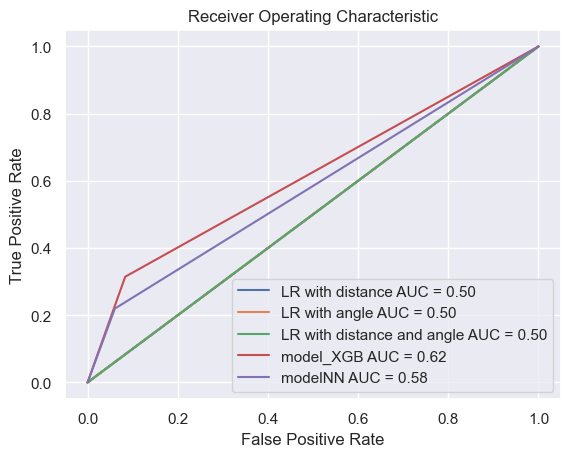 Receiver Operating Characteristic
True Positive Rate
1.0
0.8
0.6
0.4
0.2
0.0
LR with distance AUC = 0.50
LR with angle AUC = 0.50
LR with distance and angle AUC = 0.50
model_XGB AUC = 0.62
modelNN AUC = 0.58
0.0 0.2 0.4 0.6 0.8 1.0
False Positive Rate